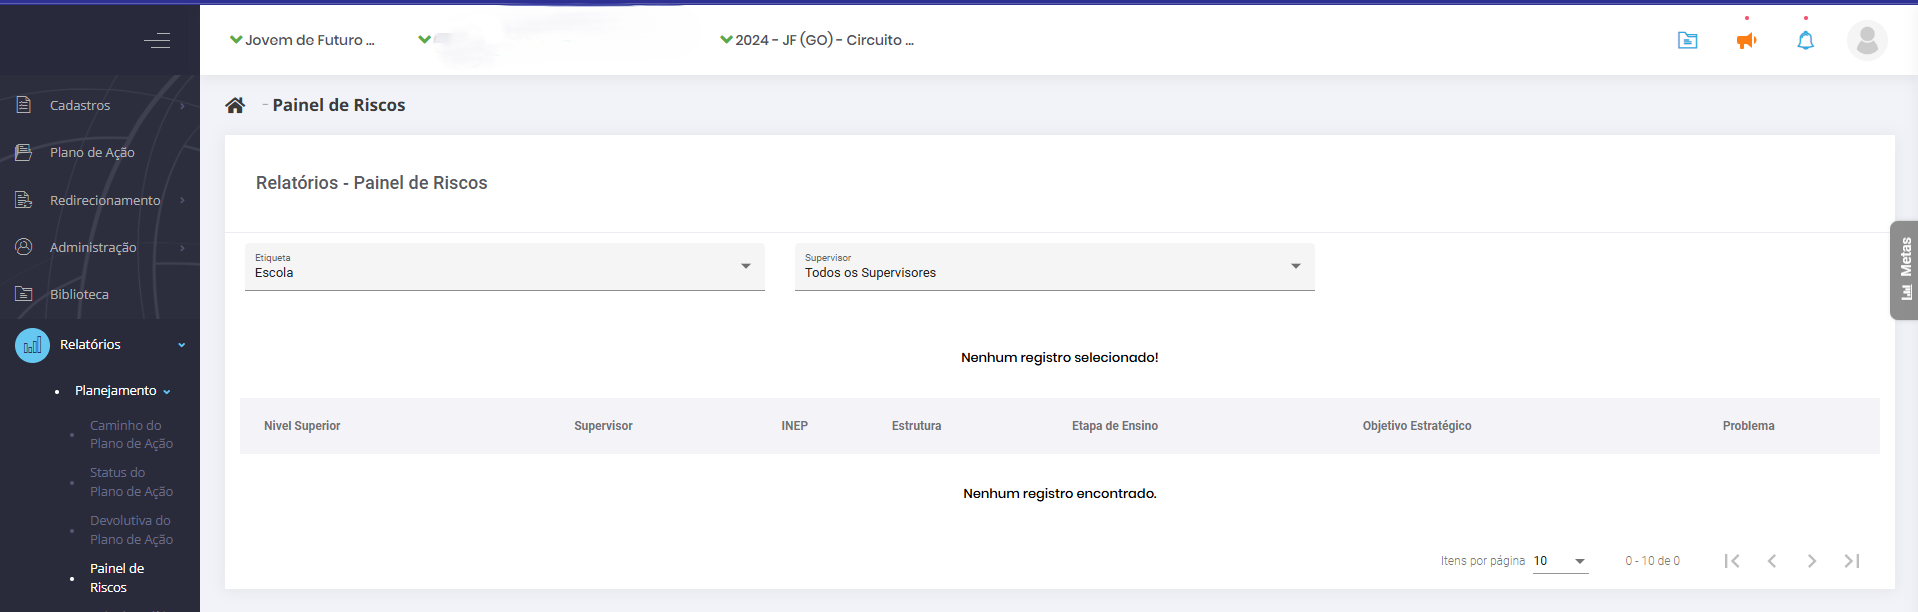 Jovem de Futuro ...
2024 - JF (GO) - Circuito ...
Cadastros
Plano de Ação
Redirecionamento
Administração
Biblioteca
Relatórios
Planejamento
Caminho do
Plano de Ação
Status do
Plano de Ação
Devolutiva do
Plano de Ação
Painel de
Riscos
- Painel de Riscos
Relatórios - Painel de Riscos
Etiqueta
Escola
Supervisor
Todos os Supervisores
Nenhum registro selecionado!
Nivel Superior Supervisor INEP Estrutura Etapa de Ensino Objetivo Estratégico Problema
Nenhum registro encontrado.
Itens por página 10 0 - 10 de 0
Metas